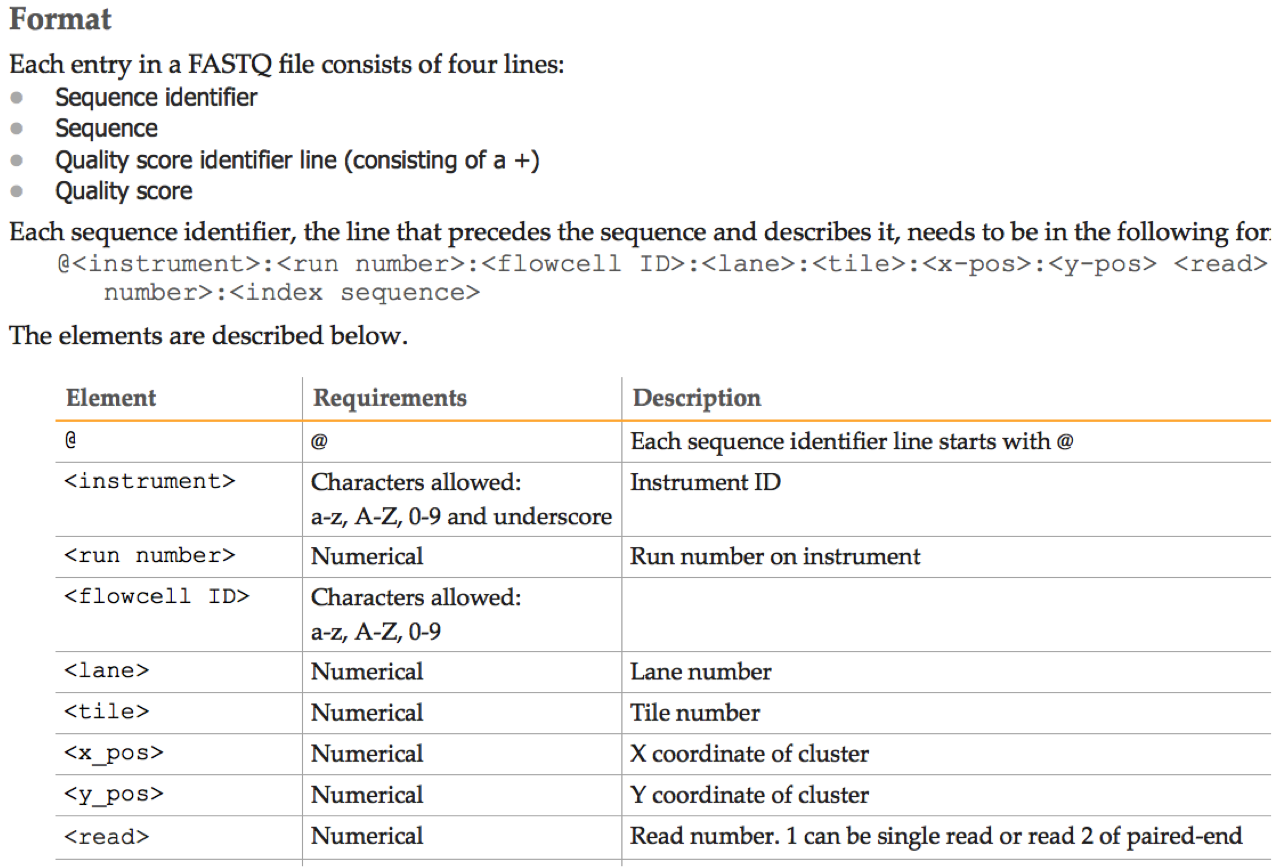 Format
Each entry in a FASTQ file consists of four lines:
Sequence identifier
Sequence
Quality score identifier line (consisting of a +)
Quality score
Each sequence identifier, the line that precedes the sequence and describes it, needs to be in the following
@<instrument>:<run number>:<flowcell ID>:<lane>:<tile>:<x-pos>:<y-pos> <read>
number>:<index sequence>
The elements are described below.
Element Requirements Description
@ @ Each sequence identifier line starts with @
<instrument> Characters allowed: Instrument ID
a-z, A-Z, 0-9 and underscore
<run number> Numerical Run number on instrument
<flowcell ID> Characters allowed:
a-z, A-Z, 0-9
<lane> Numerical Lane number
<tile> Numerical Tile number
<x_pos> Numerical X coordinate of cluster
<y_pos> Numerical Y coordinate of cluster
<read> Numerical Read number. 1 can be single read or read 2 of paired-end